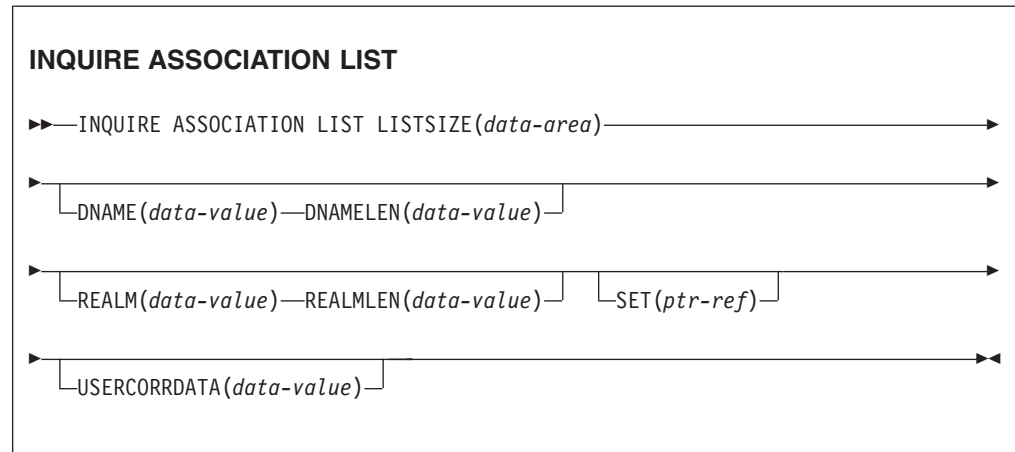 INQUIRE ASSOCIATION LIST
INQUIRE ASSOCIATION LIST LISTSIZE(data-area)
DNAME(data-value) DNAMELEN(data-value)
REALM(data-value) REALMLEN(data-value) SET(ptr-ref)
USERCORRDATA(data-value)